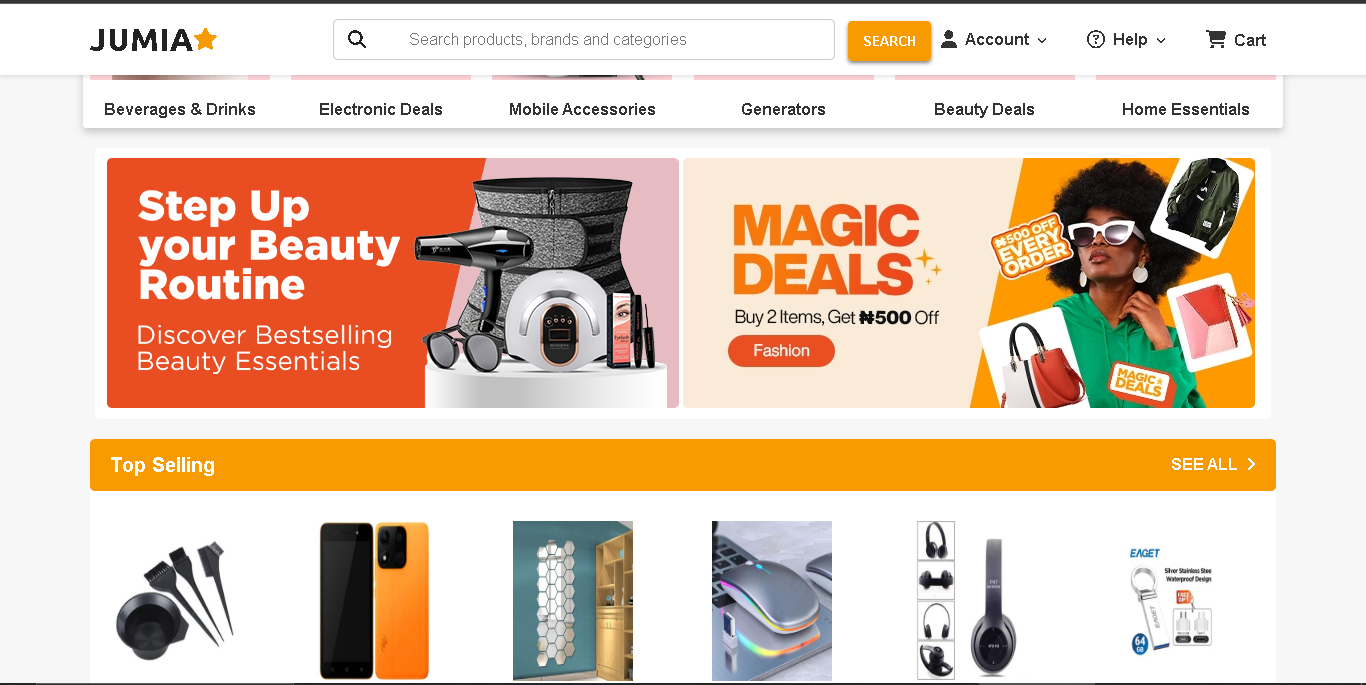 JUMIA
Search products, brands and categories
SEARCH
Account
Help
Cart
Beverages & Drinks
Electronic Deals
Mobile Accessories
Generators
Beauty Deals
Home Essentials
Step Up
your Beauty
Routine
Discover Bestselling
Beauty Essentials
MAGIC
DEALS
Buy 2 Items, Get ₦500 Off
Fashion
₦500 OFF
EVERY
ORDER
MAGIC
DEALS
Top Selling
SEE ALL
EAGET
Silver Stainless Stee
Waterproof Design
FREE
GIFT
EAGET
64
GB